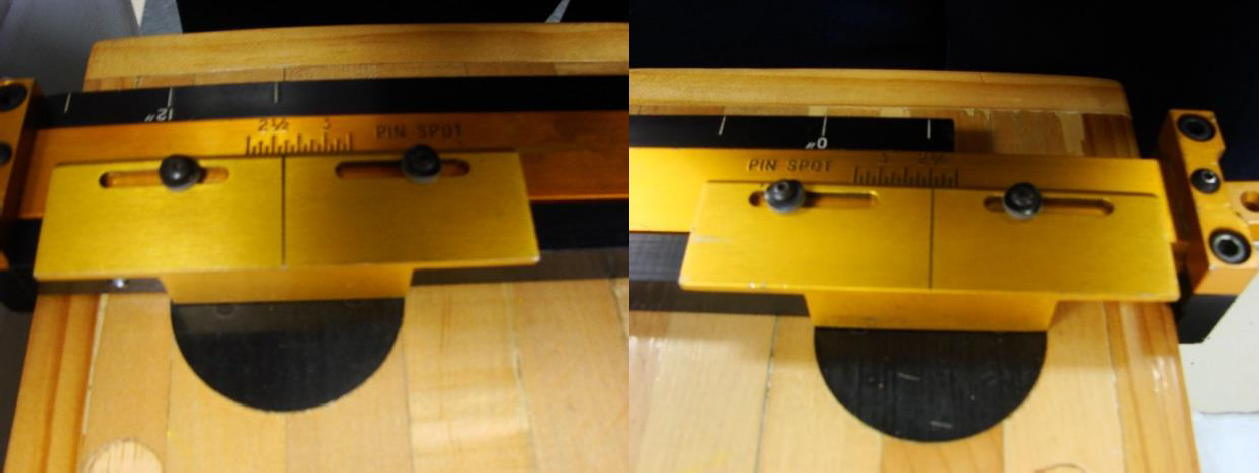 12"
2½ 3 PIN SPOT
0"
PIN SPOT 3 2½